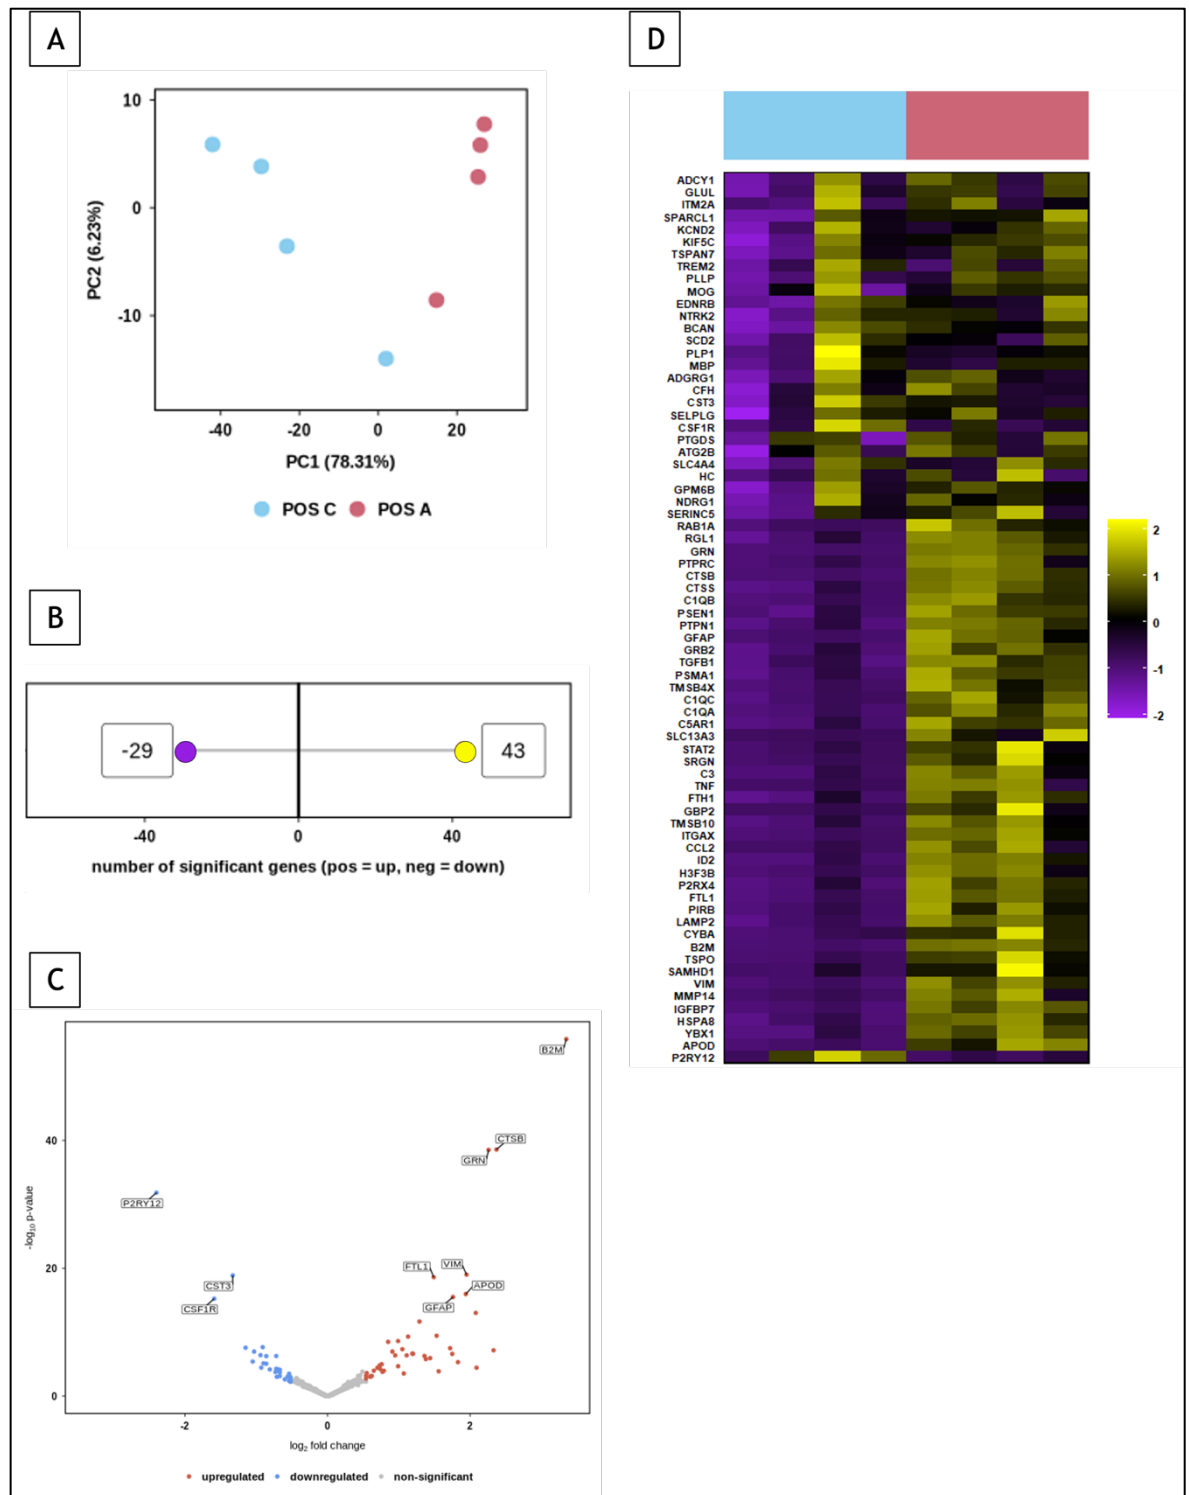 A
10
0
-10
PC2 (6.23%)
-40 -20 0 20
PC1 (78.31%)
POS C POS A
B
-29 43
-40 0 40
number of significant genes (pos = up, neg = down)
C
B2M
CTSB
GRN
P2RY12
FTL1 VIM
CST3 APOD
CSF1R GFAP
40
20
0
-log10 p-value
-2 0 2
log2 fold change
upregulated downregulated non-significant
D
ADCY1
GLUL
ITM2A
SPARCL1
KCND2
KIF5C
TSPAN7
TREM2
PLLP
MOG
EDNRB
NTRK2
BCAN
SCD2
PLP1
MBP
ADGRG1
CFH
CST3
SELPLG
CSF1R
PTGDS
ATG2B
SLC4A4
HC
GPM6B
NDRG1
SERINC5
RAB1A
RGL1
GRN
PTPRC
CTSB
CTSS
C1QB
PSEN1
PTPN1
GFAP
GRB2
TGFB1
PSMA1
TMSB4X
C1QC
C1QA
C5AR1
SLC13A3
STAT2
SRGN
C3
TNF
FTH1
GBP2
TMSB10
ITGAX
CCL2
ID2
H3F3B
P2RX4
FTL1
PIRB
LAMP2
CYBA
B2M
TSPO
SAMHD1
VIM
MMP14
IGFBP7
HSPA8
YBX1
APOD
P2RY12
2
1
0
-1
-2